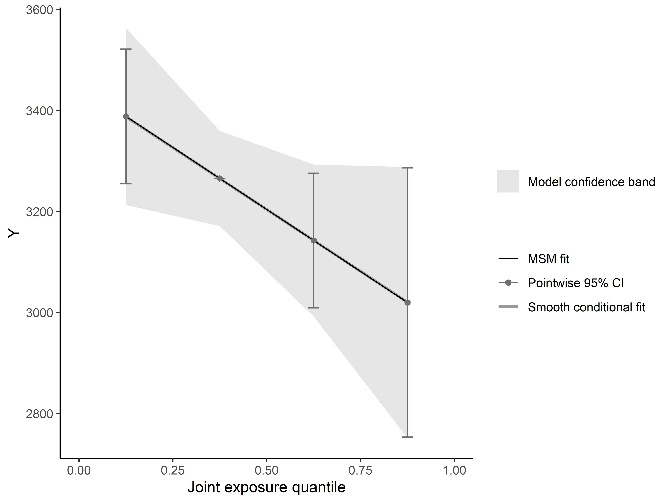 3600
3400
3200
3000
2800
Y
0.00 0.25 0.50 0.75 1.00
Joint exposure quantile
Model confidence band
MSM fit
Pointwise 95% CI
Smooth conditional fit